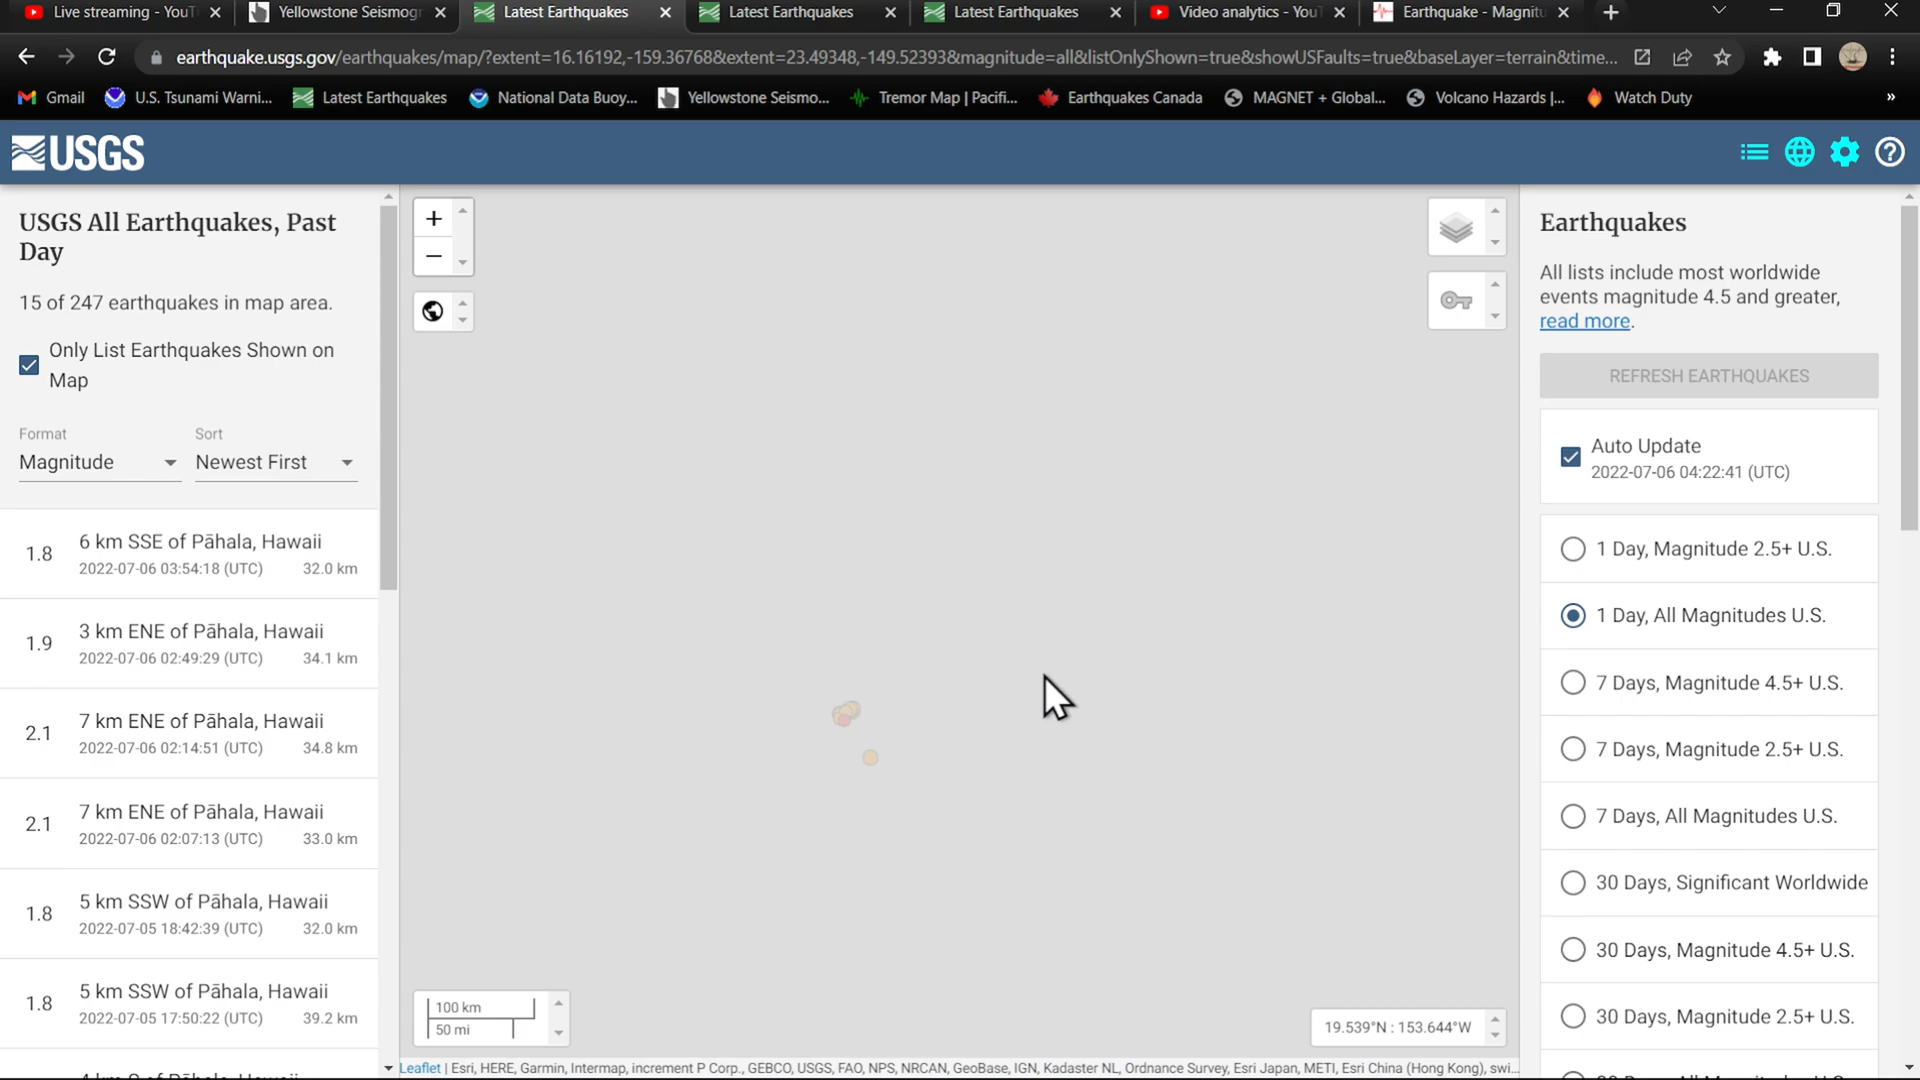 Live streaming - YouT
Yellowstone Seismogr
Latest Earthquakes
Latest Earthquakes
Latest Earthquakes
Video analytics - YouT
Earthquake - Magnitu
earthquake.usgs.gov/earthquakes/map/?extent=16.16192,-159.36768&extent=23.49348,-149.52393&magnitude=all&listOnlyShown=true&showUSFaults=true&baseLayer=terrain&time...
Gmail
U.S. Tsunami Warni...
Latest Earthquakes
National Data Buoy...
Yellowstone Seismo...
Tremor Map | Pacifi...
Earthquakes Canada
MAGNET + Global...
Volcano Hazards |...
Watch Duty
»
USGS
USGS All Earthquakes, Past
Day
15 of 247 earthquakes in map area.
Only List Earthquakes Shown on
Map
Format
Magnitude
Sort
Newest First
1.8
6 km SSE of Pāhala, Hawaii
2022-07-06 03:54:18 (UTC) 32.0 km
1.9
3 km ENE of Pāhala, Hawaii
2022-07-06 02:49:29 (UTC) 34.1 km
2.1
7 km ENE of Pāhala, Hawaii
2022-07-06 02:14:51 (UTC) 34.8 km
2.1
7 km ENE of Pāhala, Hawaii
2022-07-06 02:07:13 (UTC) 33.0 km
1.8
5 km SSW of Pāhala, Hawaii
2022-07-05 18:42:39 (UTC) 32.0 km
1.8
5 km SSW of Pāhala, Hawaii
2022-07-05 17:50:22 (UTC) 39.2 km
+
−
100 km
50 mi
19.539°N : 153.644°W
Leaflet | Esri, HERE, Garmin, Intermap, increment P Corp., GEBCO, USGS, FAO, NPS, NRCAN, GeoBase, IGN, Kadaster NL, Ordnance Survey, Esri Japan, METI, Esri China (Hong Kong), swi...
Earthquakes
All lists include most worldwide
events magnitude 4.5 and greater,
read more.
REFRESH EARTHQUAKES
Auto Update
2022-07-06 04:22:41 (UTC)
1 Day, Magnitude 2.5+ U.S.
1 Day, All Magnitudes U.S.
7 Days, Magnitude 4.5+ U.S.
7 Days, Magnitude 2.5+ U.S.
7 Days, All Magnitudes U.S.
30 Days, Significant Worldwide
30 Days, Magnitude 4.5+ U.S.
30 Days, Magnitude 2.5+ U.S.